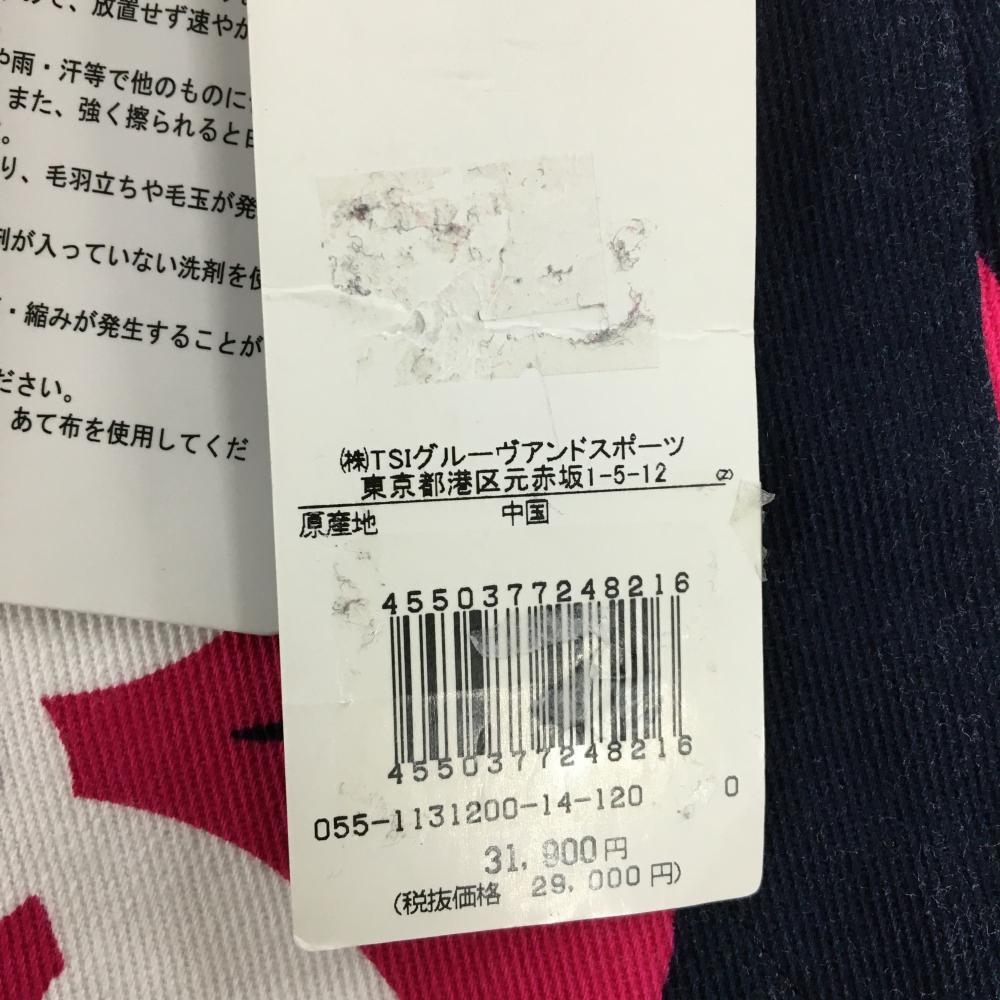 、放置せず速やか
や雨・汗等で他のものに
また、強く擦られると
。
り、毛羽立ちや毛玉が発
剤が入っていない洗剤を使
・縮みが発生することが
ださい。
あて布を使用してくだ
㈱TSIグルーヴアンドスポーツ
東京都港区元赤坂1-5-12
(2)
原産地 中国
4550377248216
4550377248216
055-1131200-14-120 0
31,900円
(税抜価格 29,000円)